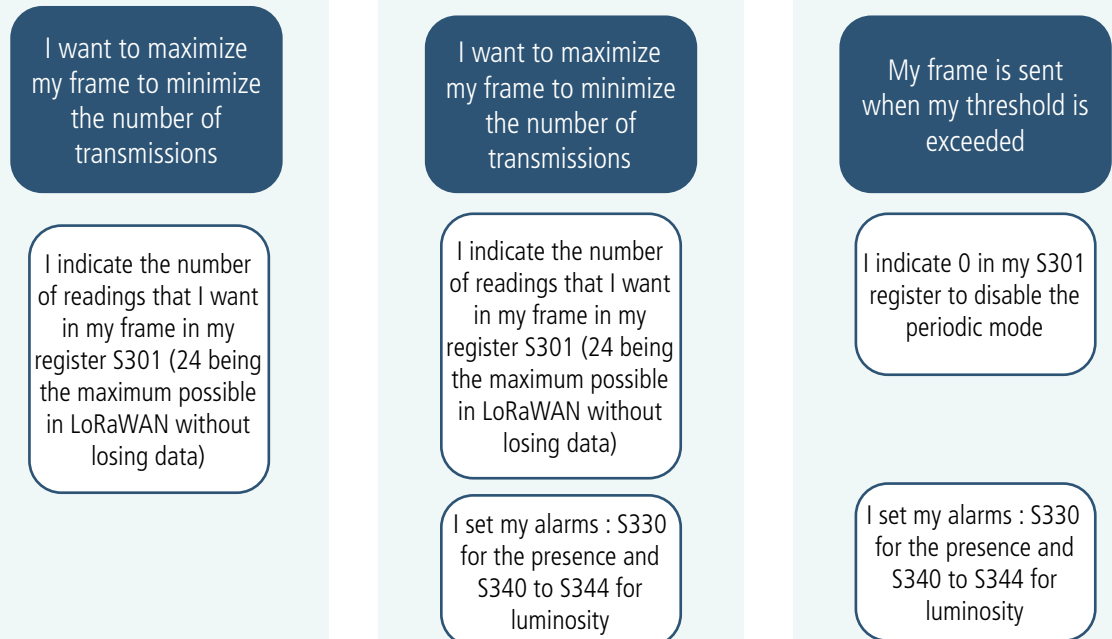 I want to maximize
my frame to minimize
the number of
transmissions
I indicate the number
of readings that I want
in my frame in my
register S301 (24 being
the maximum possible
in LoRaWAN without
losing data)
I want to maximize
my frame to minimize
the number of
transmissions
I indicate the number
of readings that I want
in my frame in my
register S301 (24 being
the maximum possible
in LoRaWAN without
losing data)
I set my alarms : S330
for the presence and
S340 to S344 for
luminosity
My frame is sent
when my threshold is
exceeded
I indicate 0 in my S301
register to disable the
periodic mode
I set my alarms : S330
for the presence and
S340 to S344 for
luminosity